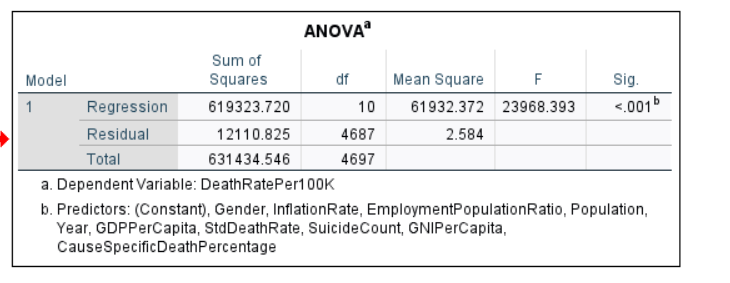 ANOVAa
Model Sum of Squares df Mean Square F Sig.
1 Regression 619323.720 10 61932.372 23968.393 <.001b
Residual 12110.825 4687 2.584
Total 631434.546 4697
a. Dependent Variable: DeathRatePer100K
b. Predictors: (Constant), Gender, InflationRate, EmploymentPopulationRatio, Population,
Year, GDPPerCapita, StdDeathRate, SuicideCount, GNIPerCapita,
CauseSpecificDeathPercentage